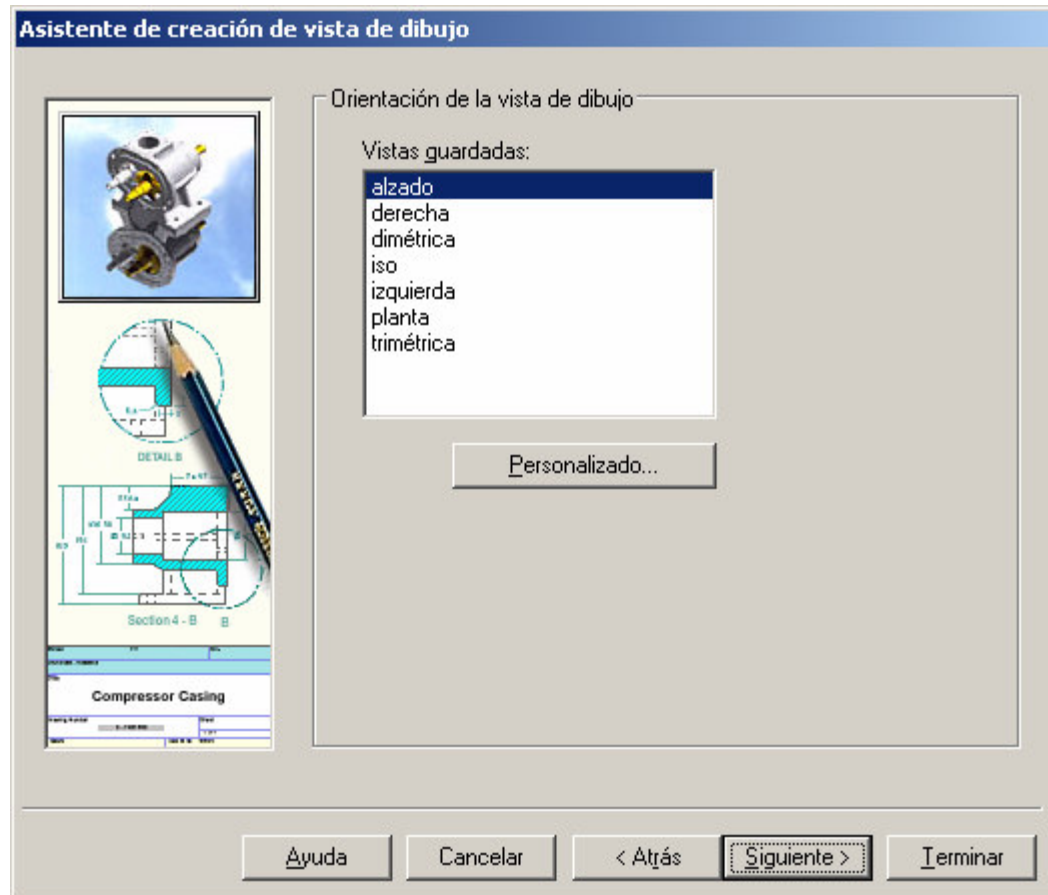 Asistente de creación de vista de dibujo
Orientación de la vista de dibujo
Vistas guardadas:
alzado
derecha
dimétrica
iso
izquierda
planta
trimétrica
Personalizado...
DETAIL B
Section 4 - B
B
Compressor Casing
Ayuda
Cancelar
< Atrás
Siguiente >
Terminar